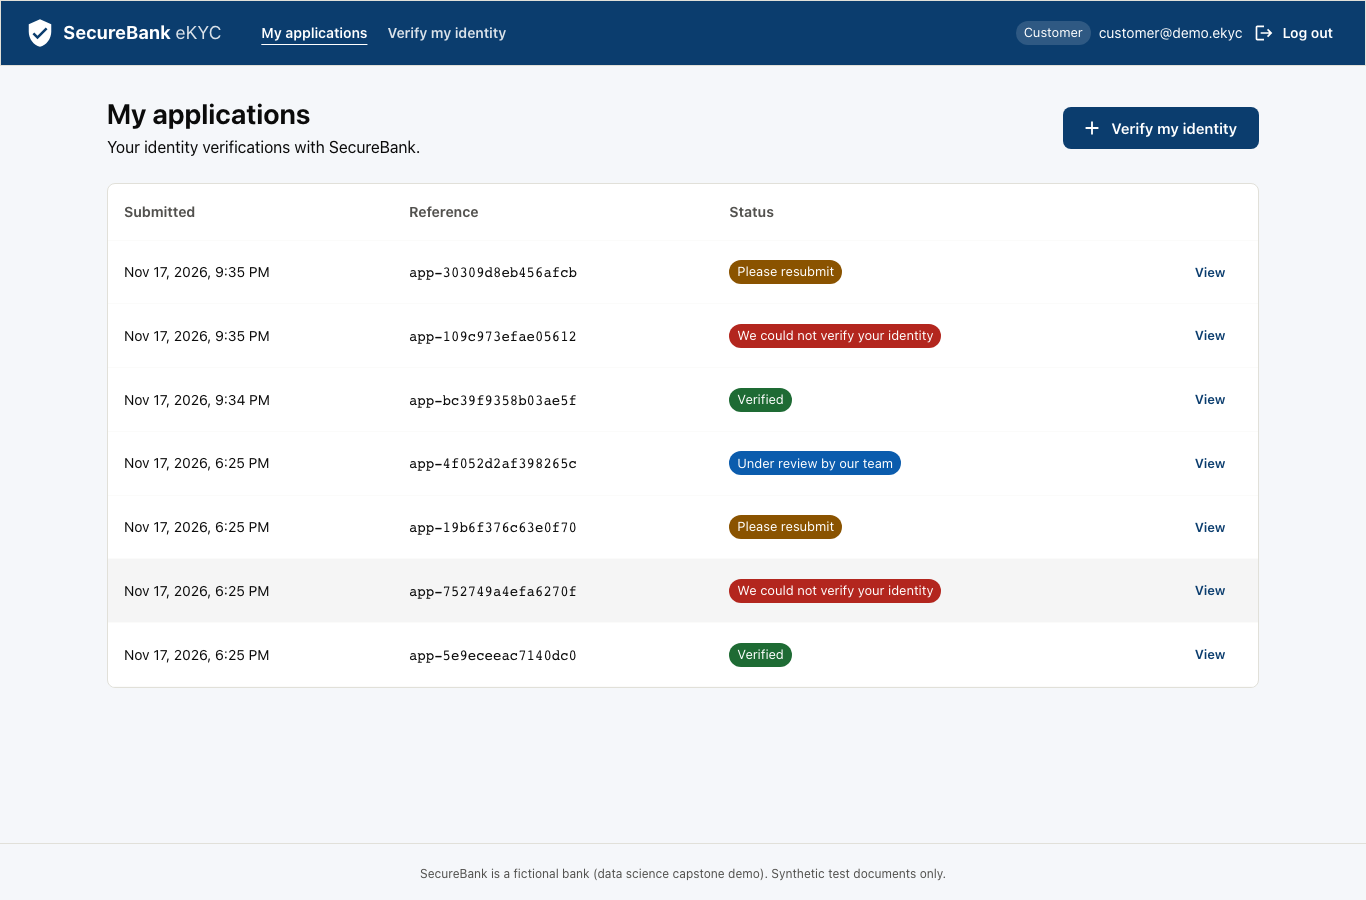 SecureBank eKYC My applications Verify my identity Customer customer@demo.ekyc Log out
My applications
Your identity verifications with SecureBank.
Verify my identity
Submitted Reference Status
Nov 17, 2026, 9:35 PM app-30309d8eb456afcb Please resubmit View
Nov 17, 2026, 9:35 PM app-109c973efae05612 We could not verify your identity View
Nov 17, 2026, 9:34 PM app-bc39f9358b03ae5f Verified View
Nov 17, 2026, 6:25 PM app-4f052d2af398265c Under review by our team View
Nov 17, 2026, 6:25 PM app-19b6f376c63e0f70 Please resubmit View
Nov 17, 2026, 6:25 PM app-752749a4efa6270f We could not verify your identity View
Nov 17, 2026, 6:25 PM app-5e9eceeac7140dc0 Verified View
SecureBank is a fictional bank (data science capstone demo). Synthetic test documents only.